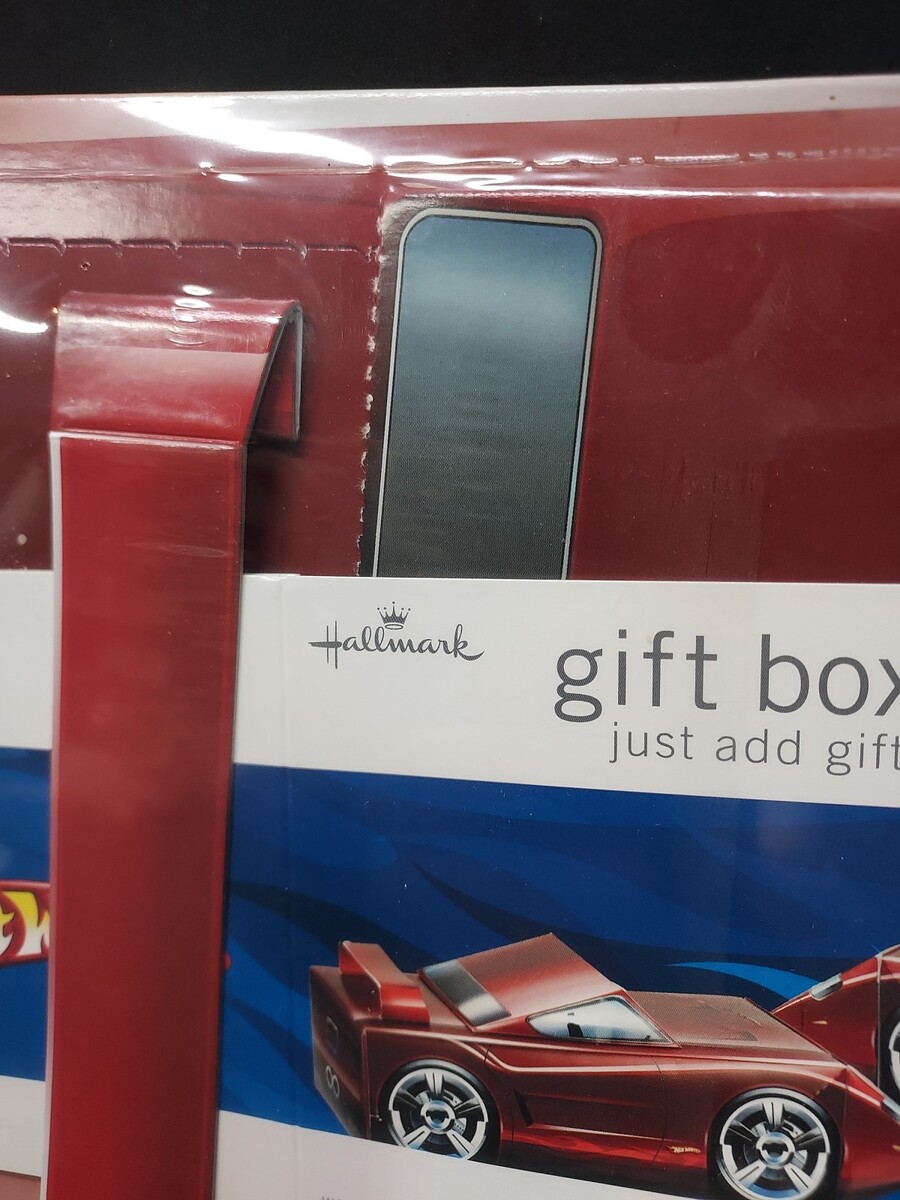 Hallmark
gift box
just add gift
t W